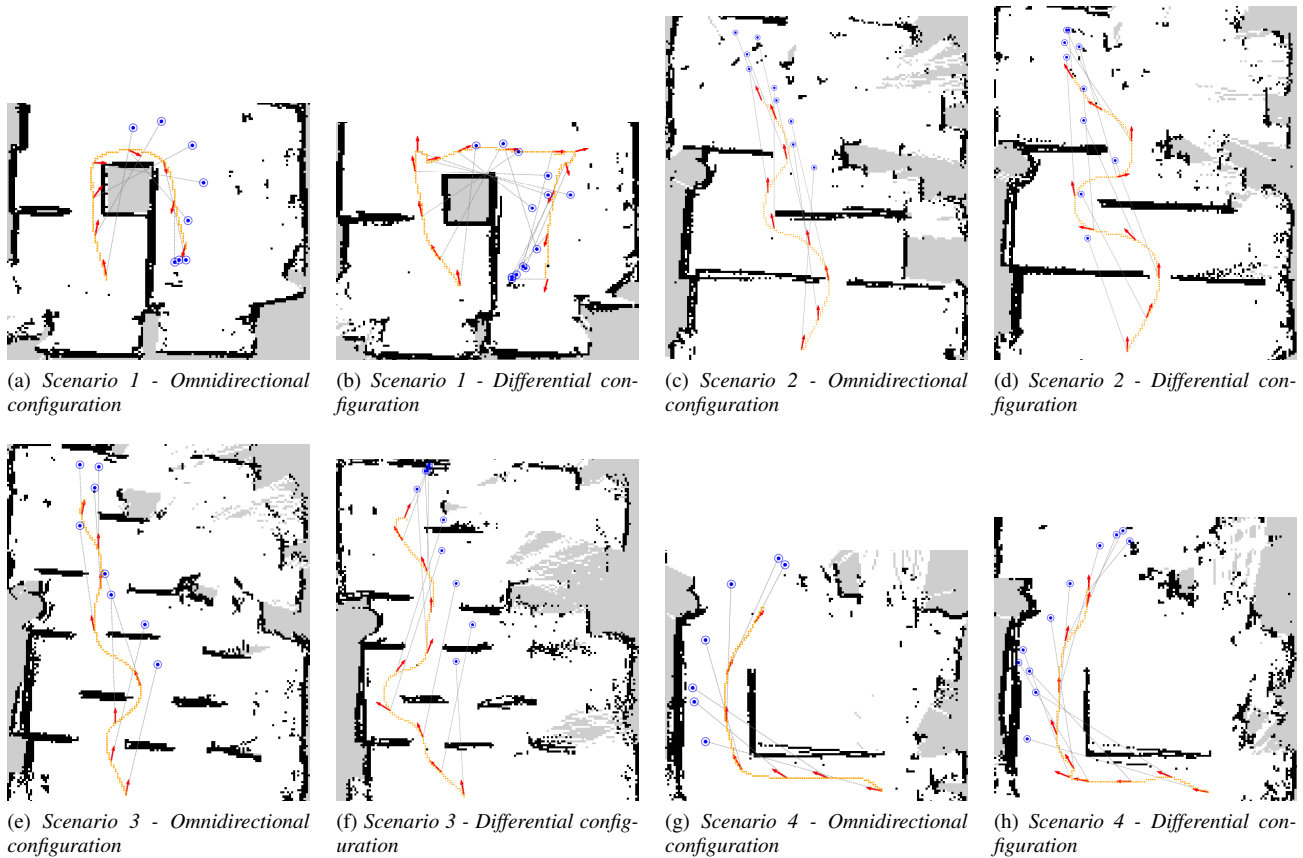 (a) Scenario 1 - Omnidirectional
configuration
(b) Scenario 1 - Differential con-
figuration
(c) Scenario 2 - Omnidirectional
configuration
(d) Scenario 2 - Differential con-
figuration
(e) Scenario 3 - Omnidirectional
configuration
(f) Scenario 3 - Differential config-
uration
(g) Scenario 4 - Omnidirectional
configuration
(h) Scenario 4 - Differential con-
figuration